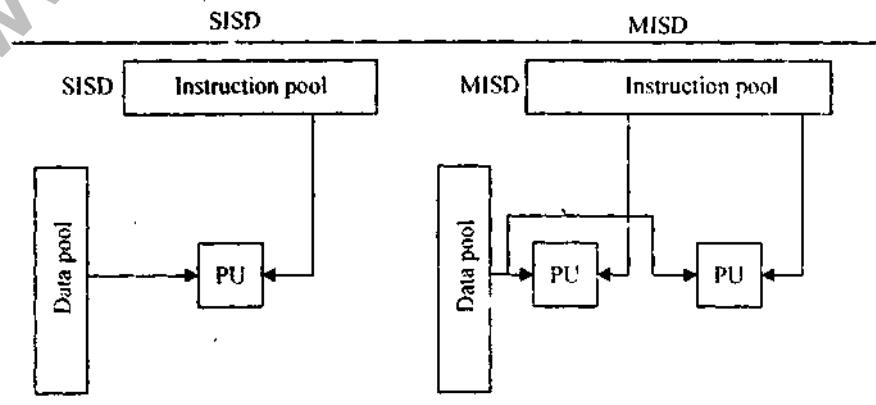 SISD
MISD
SISD
Instruction pool
MISD
Instruction pool
Data pool
PU
Data pool
PU
PU